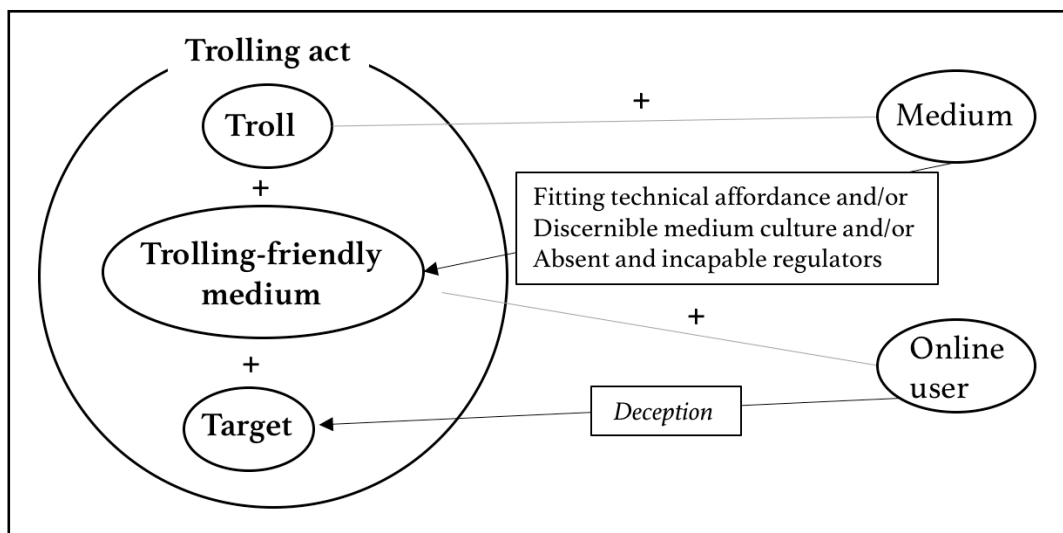 Trolling act
Troll
+
Medium
+
Fitting technical affordance and/or
Discernible medium culture and/or
Absent and incapable regulators
Trolling-friendly
medium
+
Online
user
+
Deception
Target